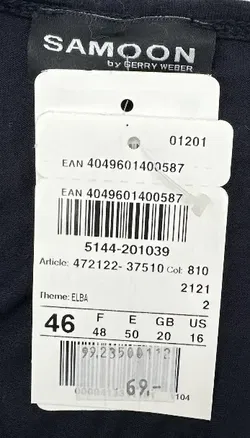 SAMOON
by GERRY WEBER
01201
EAN 4049601400587
EAN 4049601400587
5144-201039
Article: 472122- 37510 Col: 810
2121
Theme: ELBA 2
46 F E GB US
48 50 20 16
69,-
104